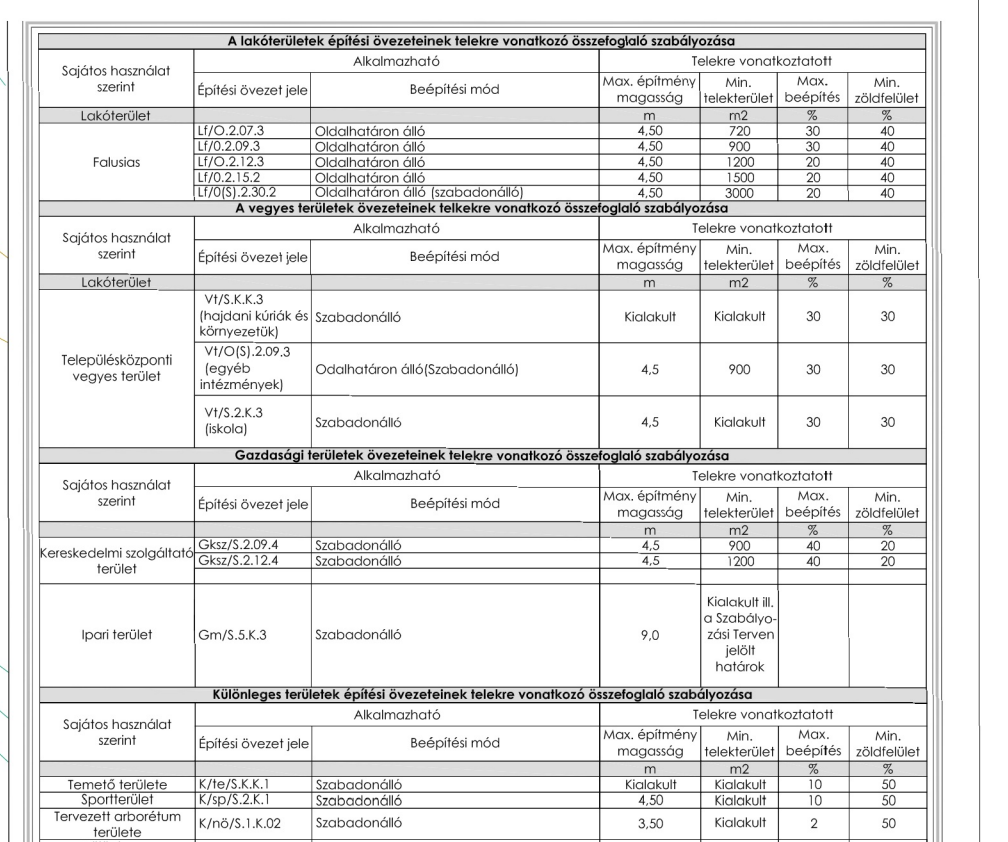 A lakóterületek építési övezeteinek telekre vonatkozó összefoglaló szabályozása
Sajátos használat szerint
Alkalmazható
Telekre vonatkoztatott
Építési övezet jele
Beépítési mód
Max. építmény magasság
Min. telekterület
Max. beépítés
Min. zöldfelület
Lakóterület m m2 % %
Falusias
Lf/O.2.07.3 Oldalhatáron álló 4,50 720 30 40
Lf/0.2.09.3 Oldalhatáron álló 4,50 900 30 40
Lf/O.2.12.3 Oldalhatáron álló 4,50 1200 20 40
Lf/0.2.15.2 Oldalhatáron álló 4,50 1500 20 40
Lf/0(S).2.30.2 Oldalhatáron álló (szabadonálló) 4,50 3000 20 40
A vegyes területek övezeteinek telkekre vonatkozó összefoglaló szabályozása
Sajátos használat szerint
Alkalmazható
Telekre vonatkoztatott
Építési övezet jele
Beépítési mód
Max. építmény magasság
Min. telekterület
Max. beépítés
Min. zöldfelület
Lakóterület m m2 % %
Településközponti vegyes terület
Vt/S.K.K.3
(hajdani kúriák és
környezetük)
Szabadonálló Kialakult Kialakult 30 30
Vt/O(S).2.09.3
(egyéb
intézmények)
Odalhatáron álló(Szabadonálló) 4,5 900 30 30
Vt/S.2.K.3
(iskola)
Szabadonálló 4,5 Kialakult 30 30
Gazdasági területek övezeteinek telekre vonatkozó összefoglaló szabályozása
Sajátos használat szerint
Alkalmazható
Telekre vonatkoztatott
Építési övezet jele
Beépítési mód
Max. építmény magasság
Min. telekterület
Max. beépítés
Min. zöldfelület
m m2 % %
Kereskedelmi szolgáltató terület
Gksz/S.2.09.4 Szabadonálló 4,5 900 40 20
Gksz/S.2.12.4 Szabadonálló 4,5 1200 40 20
Ipari terület Gm/S.5.K.3 Szabadonálló 9,0
Kialakult ill.
a Szabályo-
zási Terven
jelölt
határok
Különleges területek építési övezeteinek telekre vonatkozó összefoglaló szabályozása
Sajátos használat szerint
Alkalmazható
Telekre vonatkoztatott
Építési övezet jele
Beépítési mód
Max. építmény magasság
Min. telekterület
Max. beépítés
Min. zöldfelület
m m2 % %
Temető területe K/te/S.K.K.1 Szabadonálló Kialakult Kialakult 10 50
Sportterület K/sp/S.2.K.1 Szabadonálló 4,50 Kialakult 10 50
Tervezett arborétum területe K/nö/S.1.K.02 Szabadonálló 3,50 Kialakult 2 50